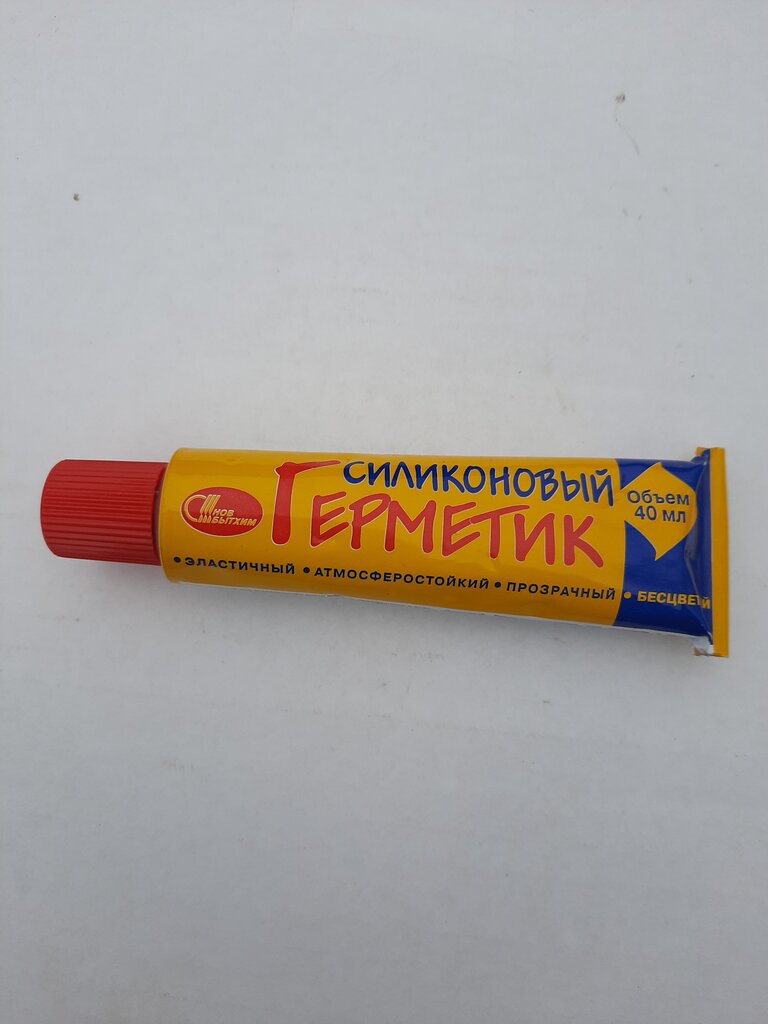 СИЛИКОНОВЫЙ
ГЕРМЕТИК
НОВ
БЫТХИМ
Объем
40 мл
• ЭЛАСТИЧНЫЙ • АТМОСФЕРОСТОЙКИЙ • ПРОЗРАЧНЫЙ •